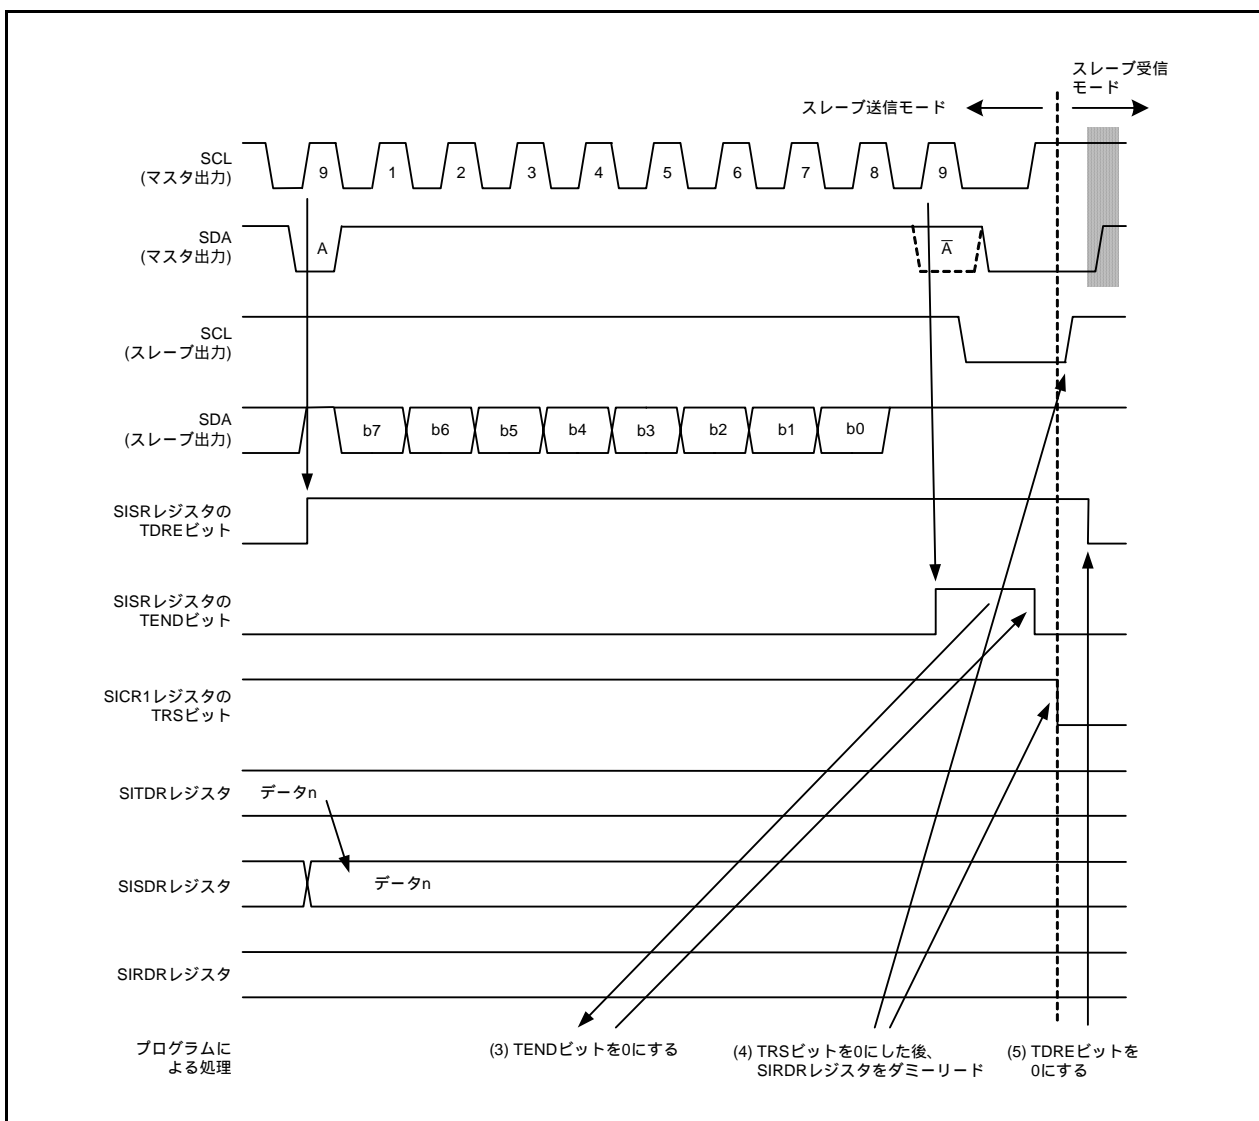 スレーブ受信
モード
スレーブ送信モード
SCL
(マスタ出力)
9 1 2 3 4 5 6 7 8 9
SDA
(マスタ出力)
A A̅
SCL
(スレーブ出力)
SDA
(スレーブ出力)
b7 b6 b5 b4 b3 b2 b1 b0
SISRレジスタの
TDREビット
SISRレジスタの
TENDビット
SICR1レジスタの
TRSビット
SITDRレジスタ データn
SISDRレジスタ データn
SIRDRレジスタ
プログラムに
よる処理
(3) TENDビットを0にする
(4) TRSビットを0にした後、
SIRDRレジスタをダミーリード
(5) TDREビットを
0にする